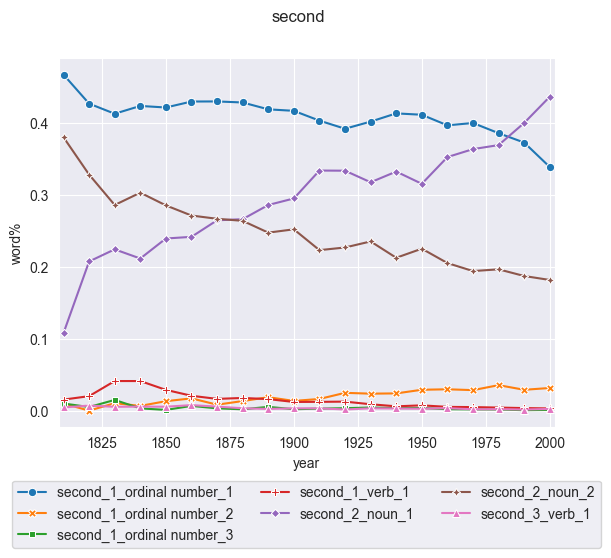 second
word%
0.4
0.3
0.2
0.1
0.0
1825 1850 1875 1900 1925 1950 1975 2000
year
second_1_ordinal number_1 second_1_verb_1 second_2_noun_2
second_1_ordinal number_2 second_2_noun_1 second_3_verb_1
second_1_ordinal number_3